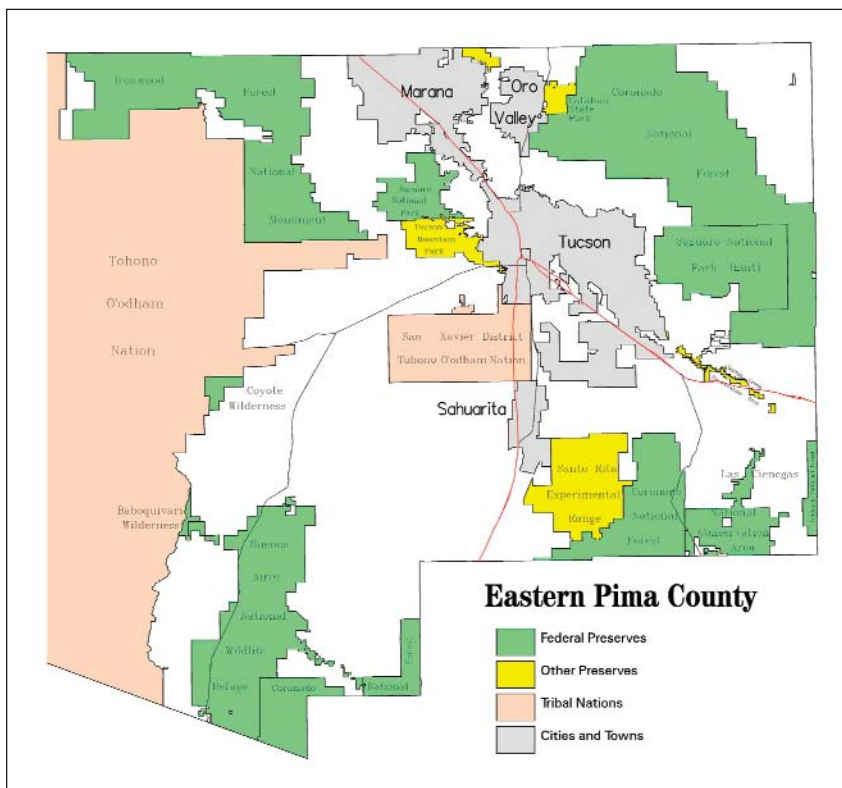 Ironwood
Forest
National
Monument
Marana
Oro
Valley
Catalina
State
Park
Coronado
National
Forest
Saguaro
National
Park
Tucson
Mountain
Park
Tucson
Saguaro National
Park (East)
Tohono
O'odham
Nation
San Xavier District
Tohono O'odham Nation
Coyote
Wilderness
Sahuarita
Baboquivari
Wilderness
Santa Rita
Experimental
Range
Coronado
National
Forest
Las Cienegas
National
Conservation
Area
Buenos
Aires
National
Wildlife
Refuge
Coronado National Forest
Eastern Pima County
Federal Preserves
Other Preserves
Tribal Nations
Cities and Towns